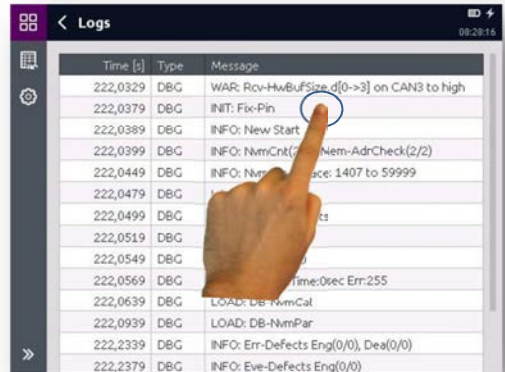 Logs
08:28:16
Time [s] Type Message
222,0329 DBG WAR: Rcv-HwBufSize,d[0->3] on CAN3 to high
222,0379 DBG INIT: Fix-Pin
222,0389 DBG INFO: New Start
222,0399 DBG INFO: NvmCnt( Mem-AdrCheck(2/2)
222,0449 DBG INFO: 1407 to 59999
222,0479 DBG
222,0499 DBG
222,0519 DBG
222,0549 DBG
222,0569 DBG Time:0sec Err:255
222,0639 DBG LOAD: DB-NvmCal
222,0939 DBG LOAD: DB-NvmPar
222,2339 DBG INFO: Err-Defects Eng(0/0), Dea(0/0)
222,2379 DBG INFO: Eve-Defects Eng(0/0)